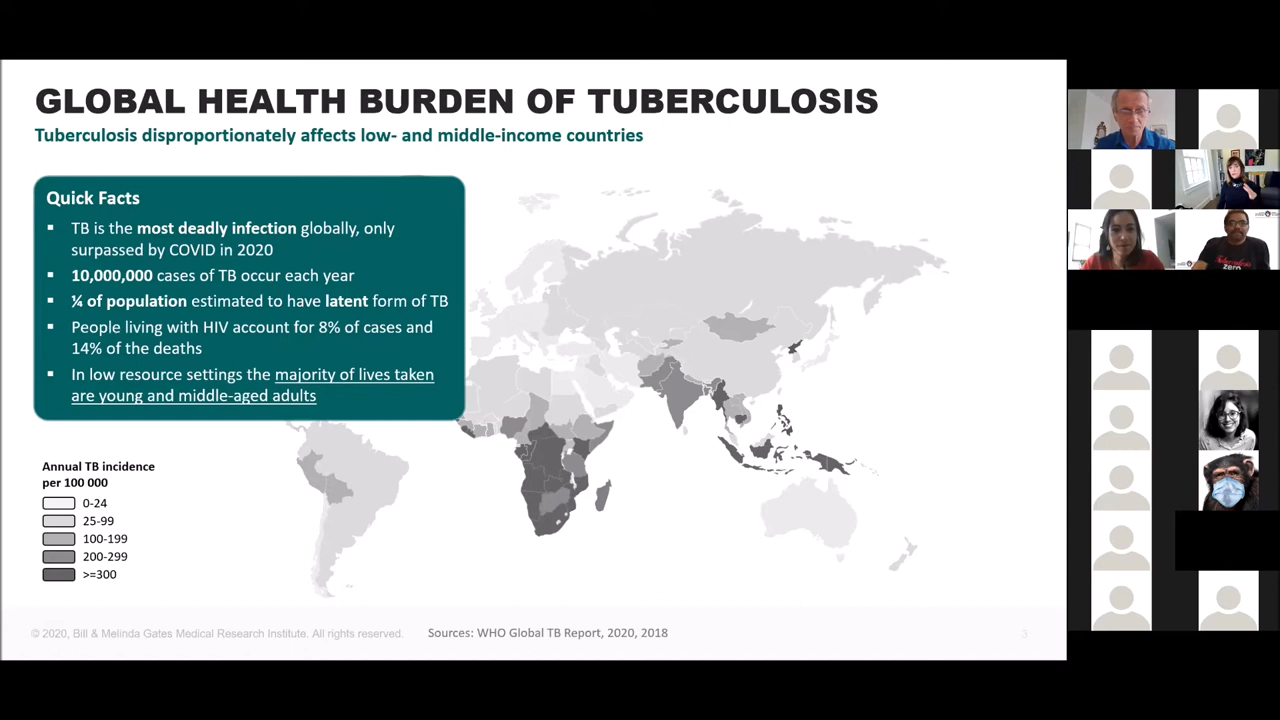 GLOBAL HEALTH BURDEN OF TUBERCULOSIS
Tuberculosis disproportionately affects low- and middle-income countries
Quick Facts
▪ TB is the most deadly infection globally, only
surpassed by COVID in 2020
▪ 10,000,000 cases of TB occur each year
▪ ¼ of population estimated to have latent form of TB
▪ People living with HIV account for 8% of cases and
14% of the deaths
▪ In low resource settings the majority of lives taken
are young and middle-aged adults
Annual TB incidence
per 100 000
0-24
25-99
100-199
200-299
>=300
© 2020, Bill & Melinda Gates Medical Research Institute. All rights reserved.
Sources: WHO Global TB Report, 2020, 2018
3
zero